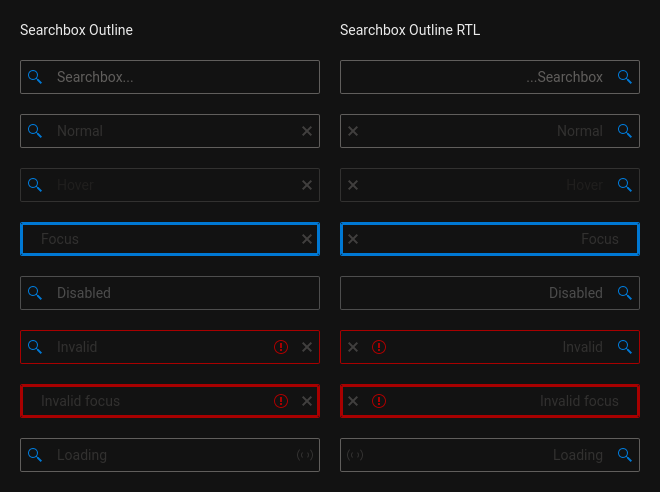 Searchbox Outline
Searchbox...
Normal
Hover
Focus
Disabled
Invalid
Invalid focus
Loading
Searchbox Outline RTL
...Searchbox
Normal
Hover
Focus
Disabled
Invalid
Invalid focus
Loading